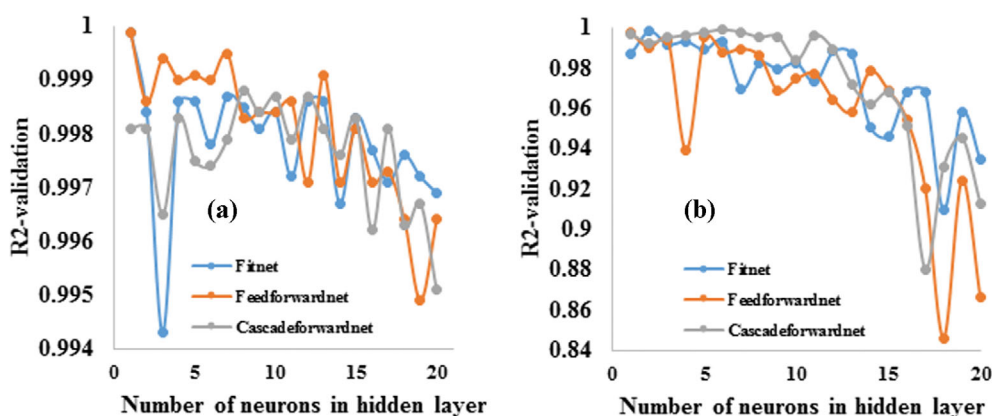 R2-validation
1
0.999
0.998
0.997
0.996
0.995
0.994
(a)
Fitnet
Feedforwardnet
Cascadeforwardnet
0 5 10 15 20
Number of neurons in hidden layer
R2-validation
1
0.98
0.96
0.94
0.92
0.9
0.88
0.86
0.84
(b)
Fitnet
Feedforwardnet
Cascadeforwardnet
0 5 10 15 20
Number of neurons in hidden layer